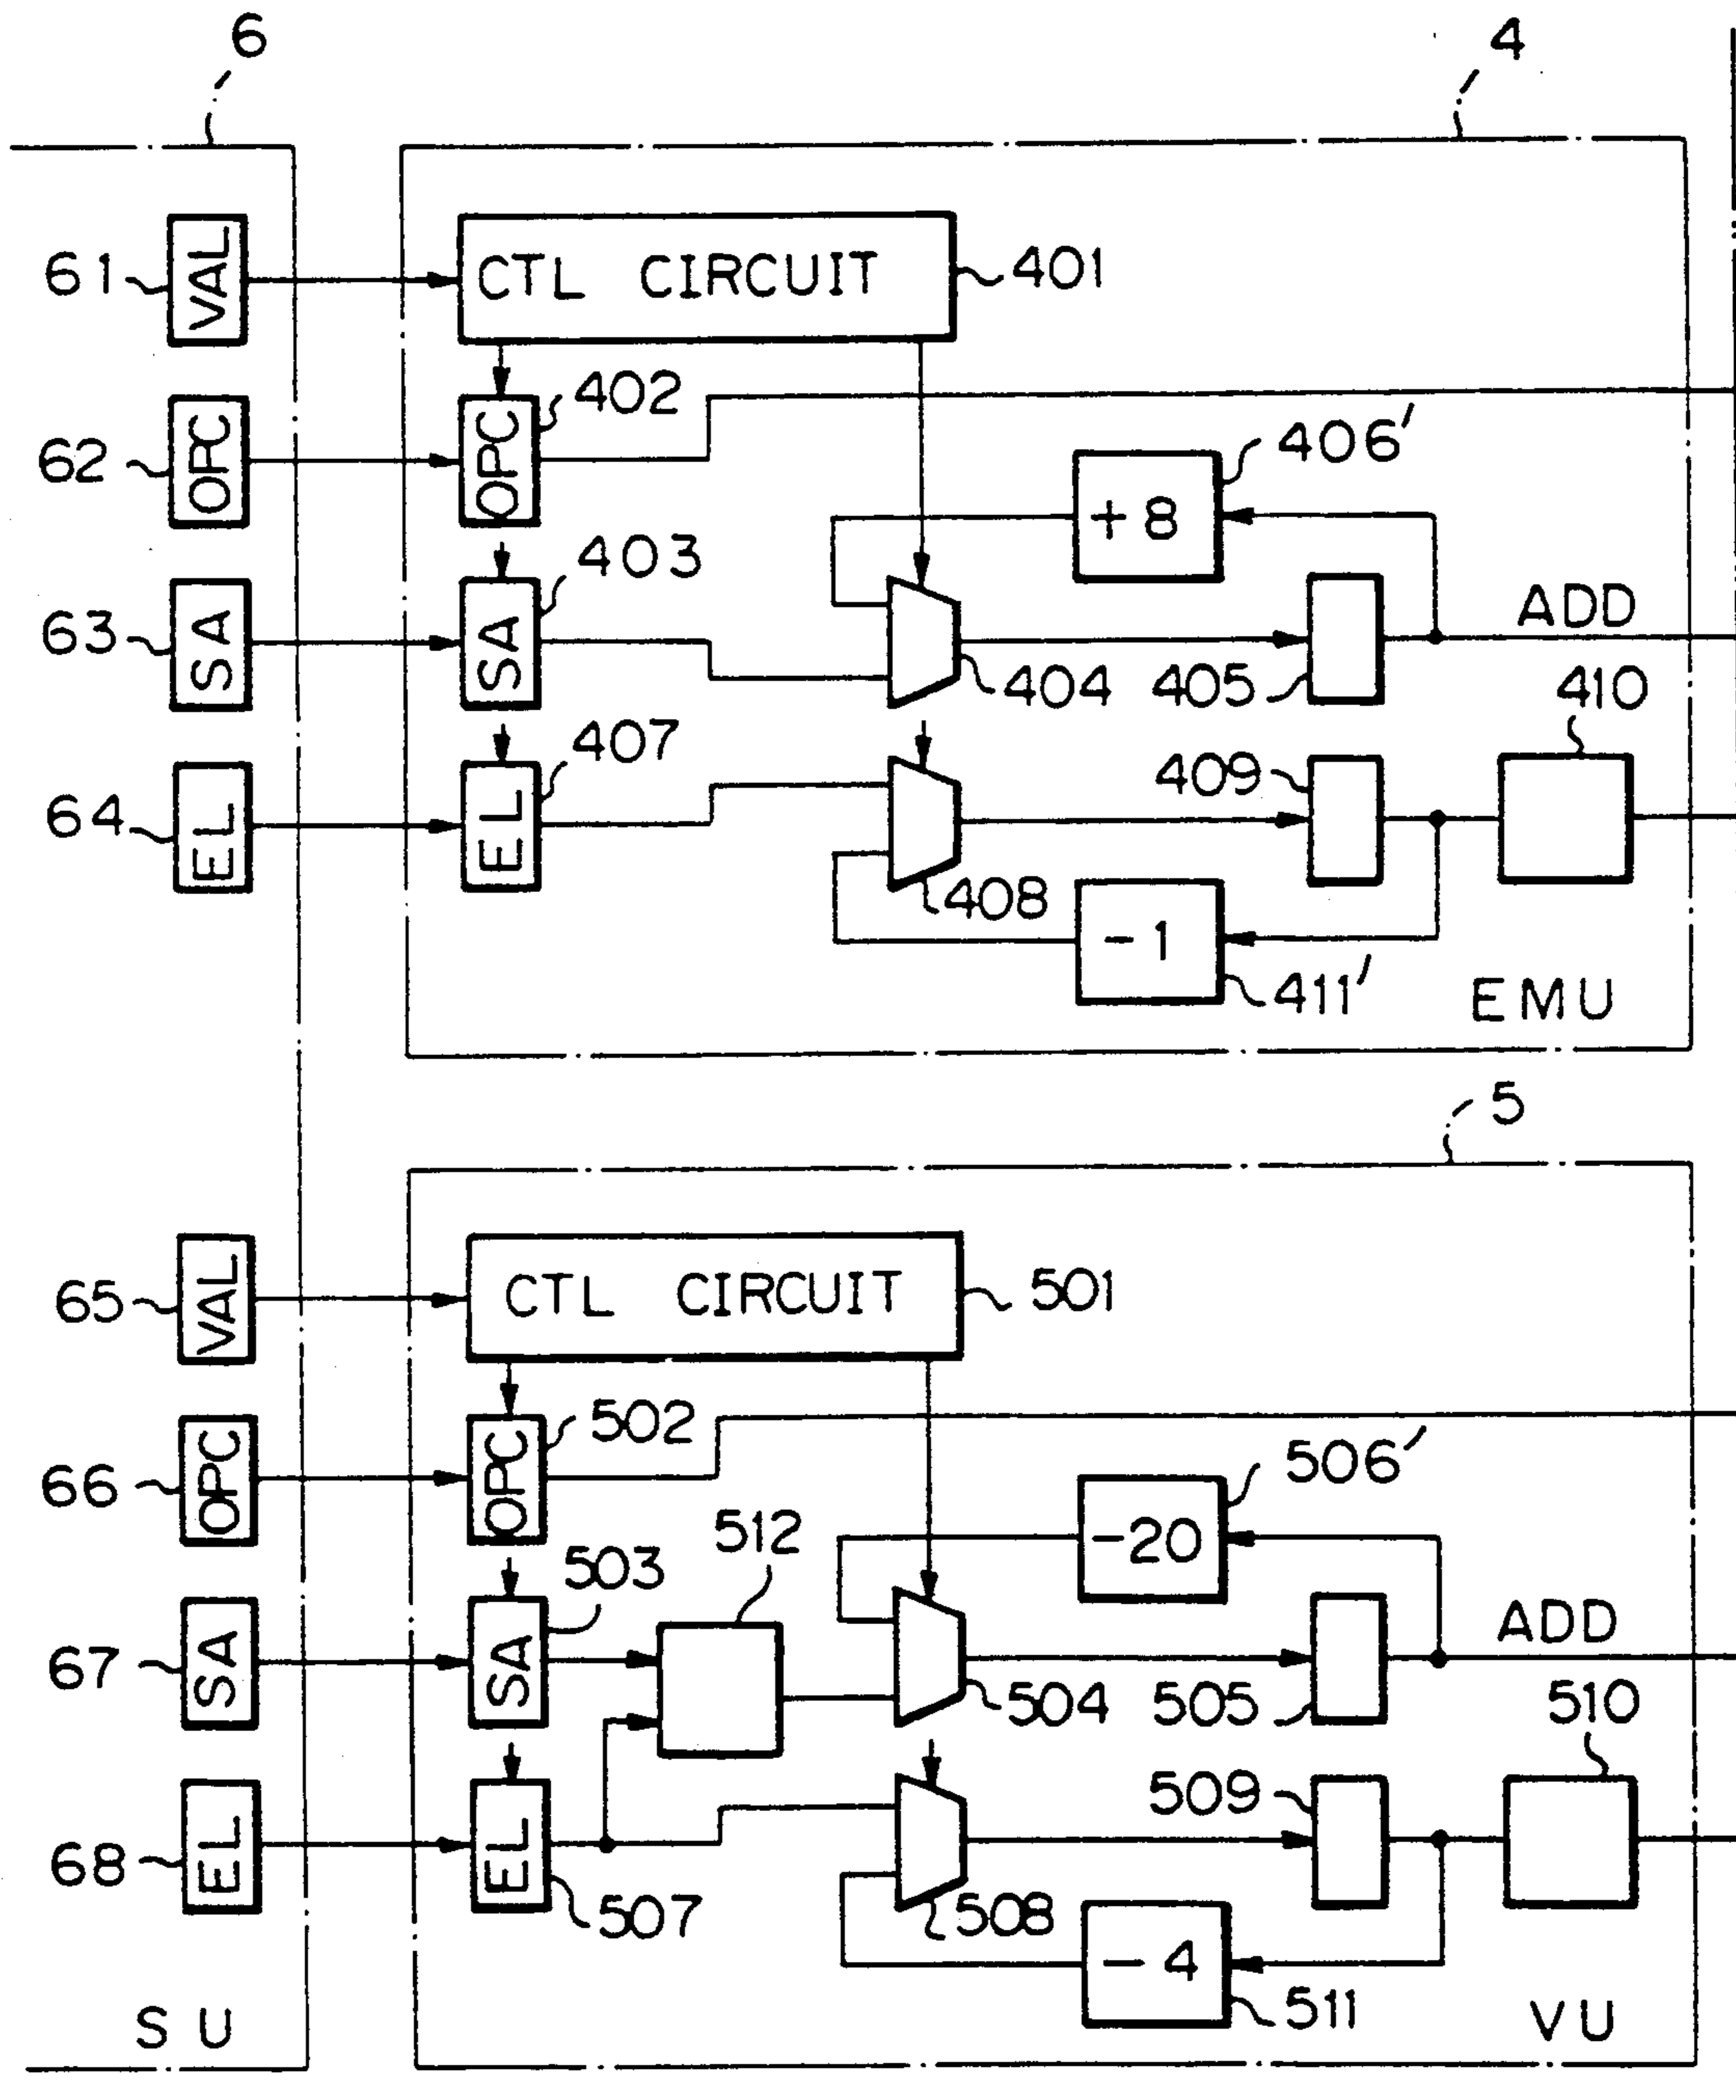 6
4
61
VAL
CTL CIRCUIT
401
62
OPC
OPC
402
406'
+8
63
SA
SA
403
404
405
ADD
410
64
EL
EL
407
408
409
-1
411'
EMU
5
65
VAL
CTL CIRCUIT
501
66
OPC
OPC
502
506'
-20
512
67
SA
SA
503
504
505
ADD
510
68
EL
EL
507
508
509
-4
511
SU
VU